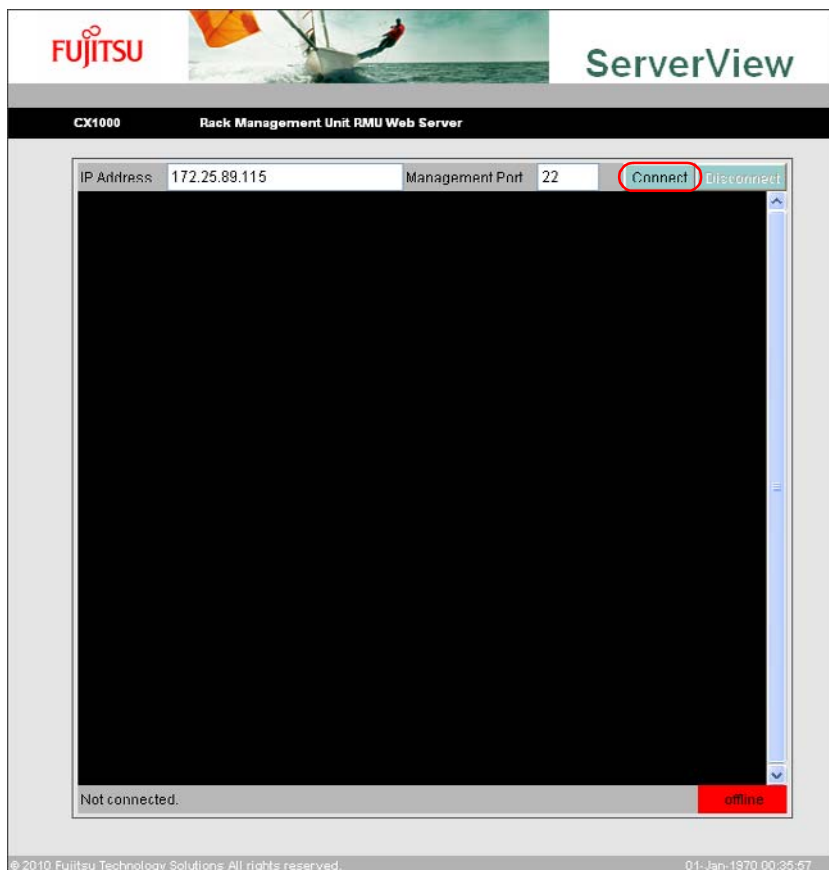 FUJITSU
ServerView
CX1000 Rack Management Unit RMU Web Server
IP Address 172.25.89.115 Management Port 22 Connect Disconnect
Not connected. offline
© 2010 Fujitsu Technology Solutions All rights reserved. 01-Jan-1970 00:35:57